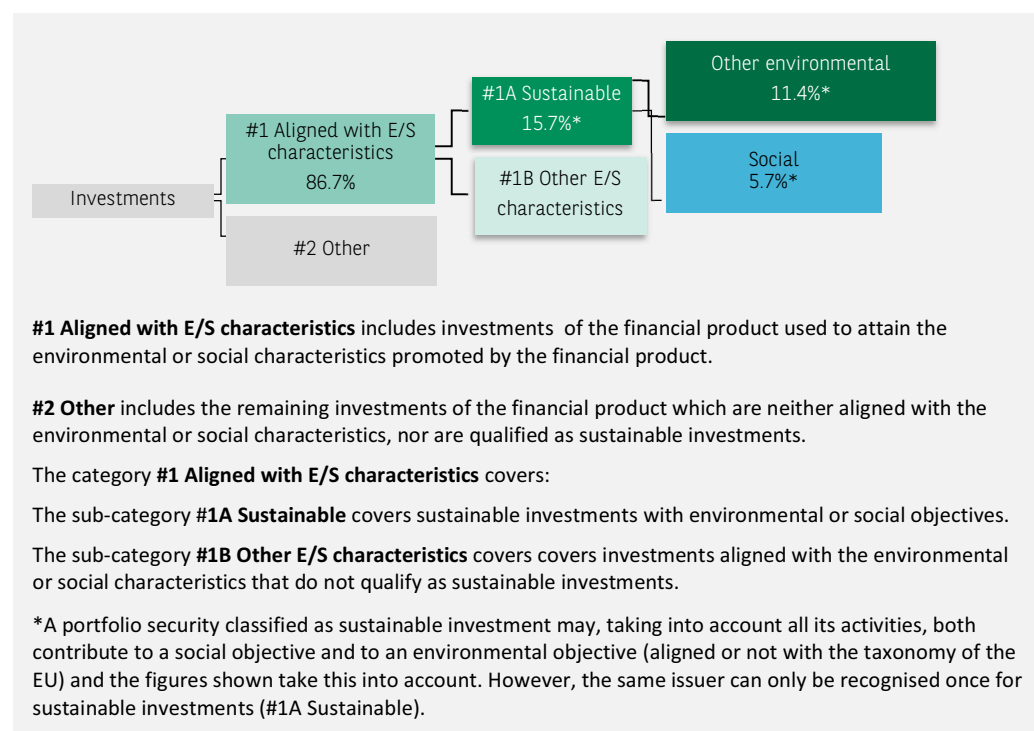 Other environmental
11.4%*
#1A Sustainable
15.7%*
#1 Aligned with E/S
characteristics
86.7%
Social
5.7%*
#1B Other E/S
characteristics
Investments
#2 Other
#1 Aligned with E/S characteristics includes investments of the financial product used to attain the
environmental or social characteristics promoted by the financial product.
#2 Other includes the remaining investments of the financial product which are neither aligned with the
environmental or social characteristics, nor are qualified as sustainable investments.
The category #1 Aligned with E/S characteristics covers:
The sub-category #1A Sustainable covers sustainable investments with environmental or social objectives.
The sub-category #1B Other E/S characteristics covers covers investments aligned with the environmental
or social characteristics that do not qualify as sustainable investments.
*A portfolio security classified as sustainable investment may, taking into account all its activities, both
contribute to a social objective and to an environmental objective (aligned or not with the taxonomy of the
EU) and the figures shown take this into account. However, the same issuer can only be recognised once for
sustainable investments (#1A Sustainable).